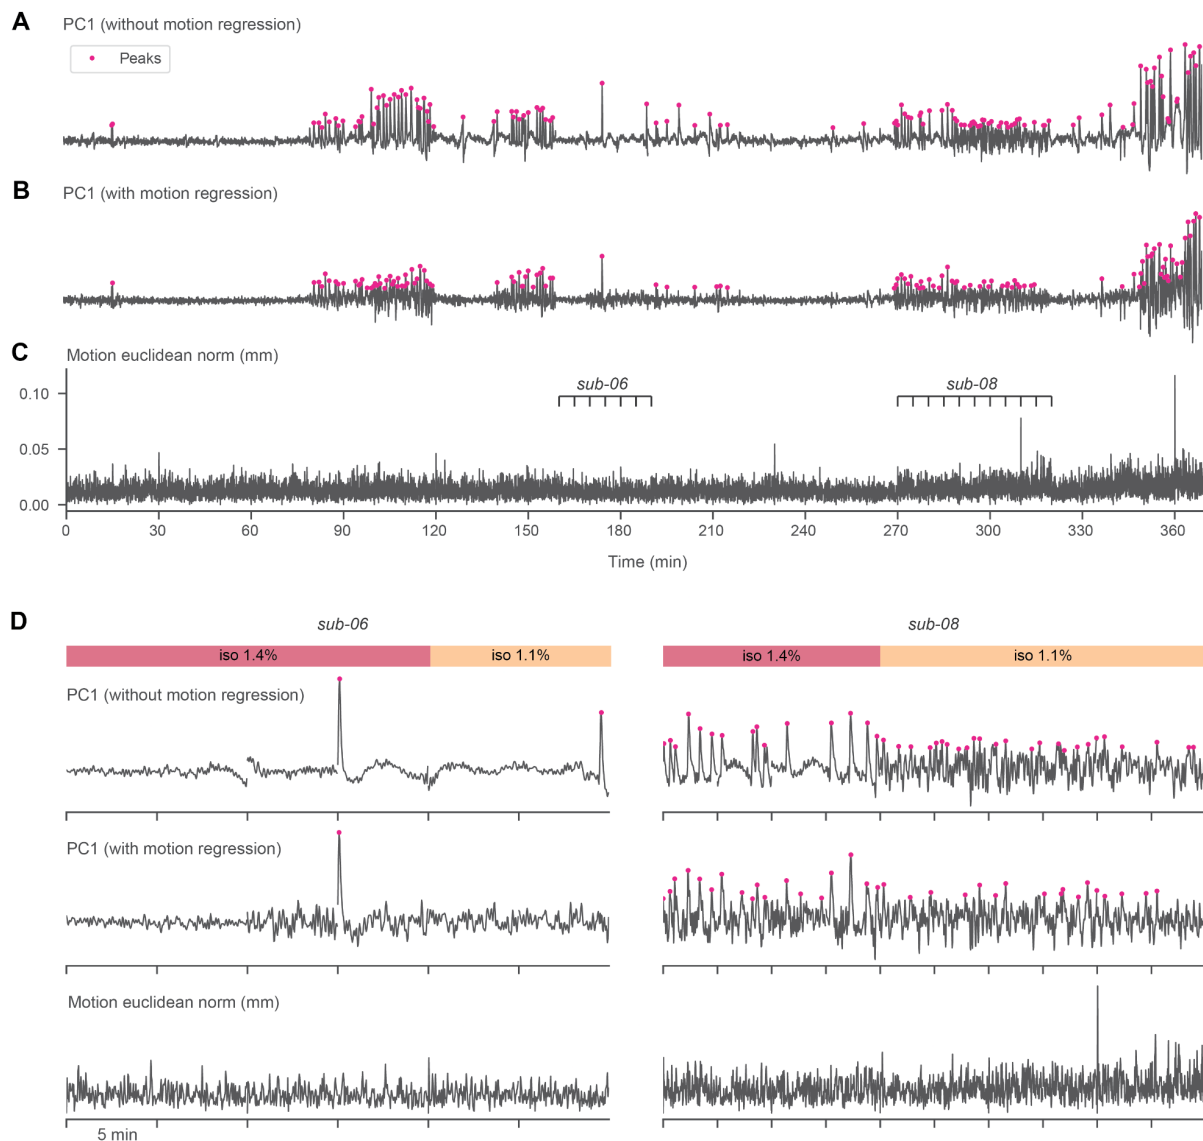 A
PC1 (without motion regression)
Peaks
B
PC1 (with motion regression)
C
Motion euclidean norm (mm)
sub-06
sub-08
0.10
0.05
0.00
0 30 60 90 120 150 180 210 240 270 300 330 360
Time (min)
D
sub-06
sub-08
iso 1.4%
iso 1.1%
iso 1.4%
iso 1.1%
PC1 (without motion regression)
PC1 (with motion regression)
Motion euclidean norm (mm)
5 min